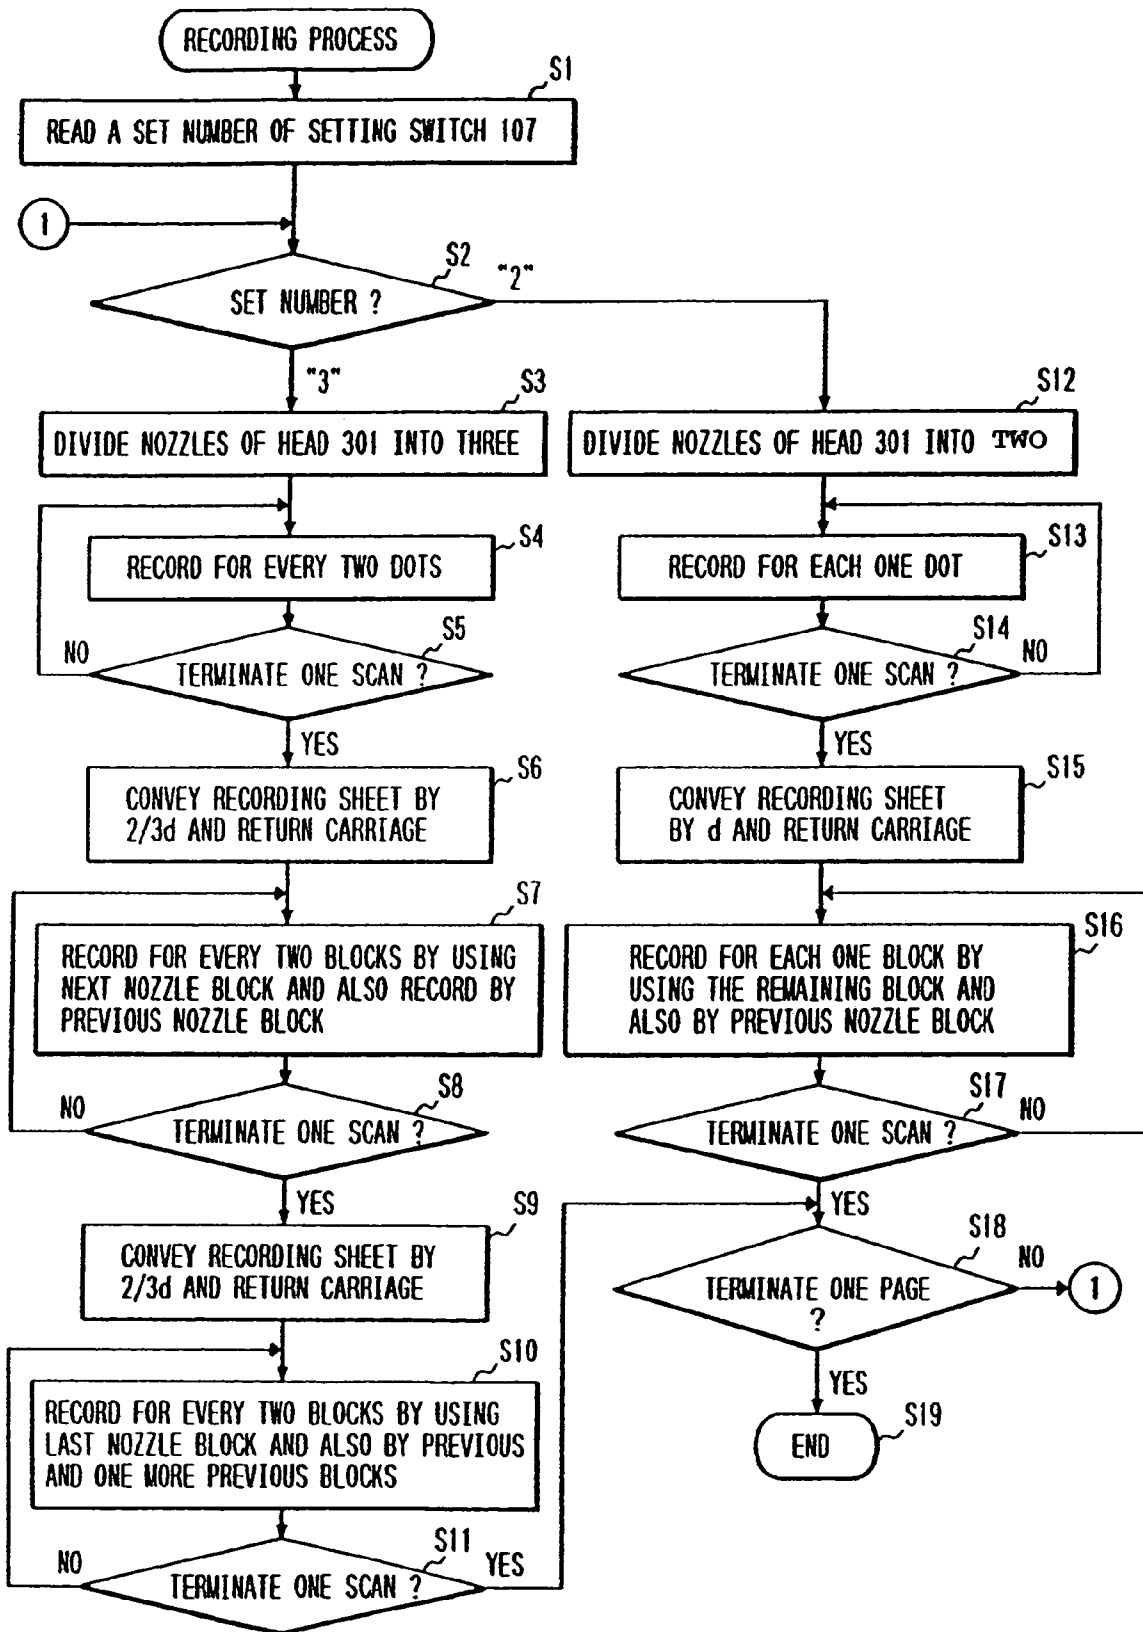 RECORDING PROCESS
S1
READ A SET NUMBER OF SETTING SWITCH 107
1
S2
SET NUMBER ?
"2"
"3"
S3
DIVIDE NOZZLES OF HEAD 301 INTO THREE
S4
RECORD FOR EVERY TWO DOTS
S5
NO
TERMINATE ONE SCAN ?
YES
S6
CONVEY RECORDING SHEET BY
2/3d AND RETURN CARRIAGE
S7
RECORD FOR EVERY TWO BLOCKS BY USING
NEXT NOZZLE BLOCK AND ALSO RECORD BY
PREVIOUS NOZZLE BLOCK
S8
NO
TERMINATE ONE SCAN ?
YES
S9
CONVEY RECORDING SHEET BY
2/3d AND RETURN CARRIAGE
S10
RECORD FOR EVERY TWO BLOCKS BY USING
LAST NOZZLE BLOCK AND ALSO BY PREVIOUS
AND ONE MORE PREVIOUS BLOCKS
S11
NO
YES
TERMINATE ONE SCAN ?
S12
DIVIDE NOZZLES OF HEAD 301 INTO TWO
S13
RECORD FOR EACH ONE DOT
S14
NO
TERMINATE ONE SCAN ?
YES
S15
CONVEY RECORDING SHEET
BY d AND RETURN CARRIAGE
S16
RECORD FOR EACH ONE BLOCK BY
USING THE REMAINING BLOCK AND
ALSO BY PREVIOUS NOZZLE BLOCK
S17
NO
TERMINATE ONE SCAN ?
YES
S18
NO
TERMINATE ONE PAGE
?
1
YES
S19
END